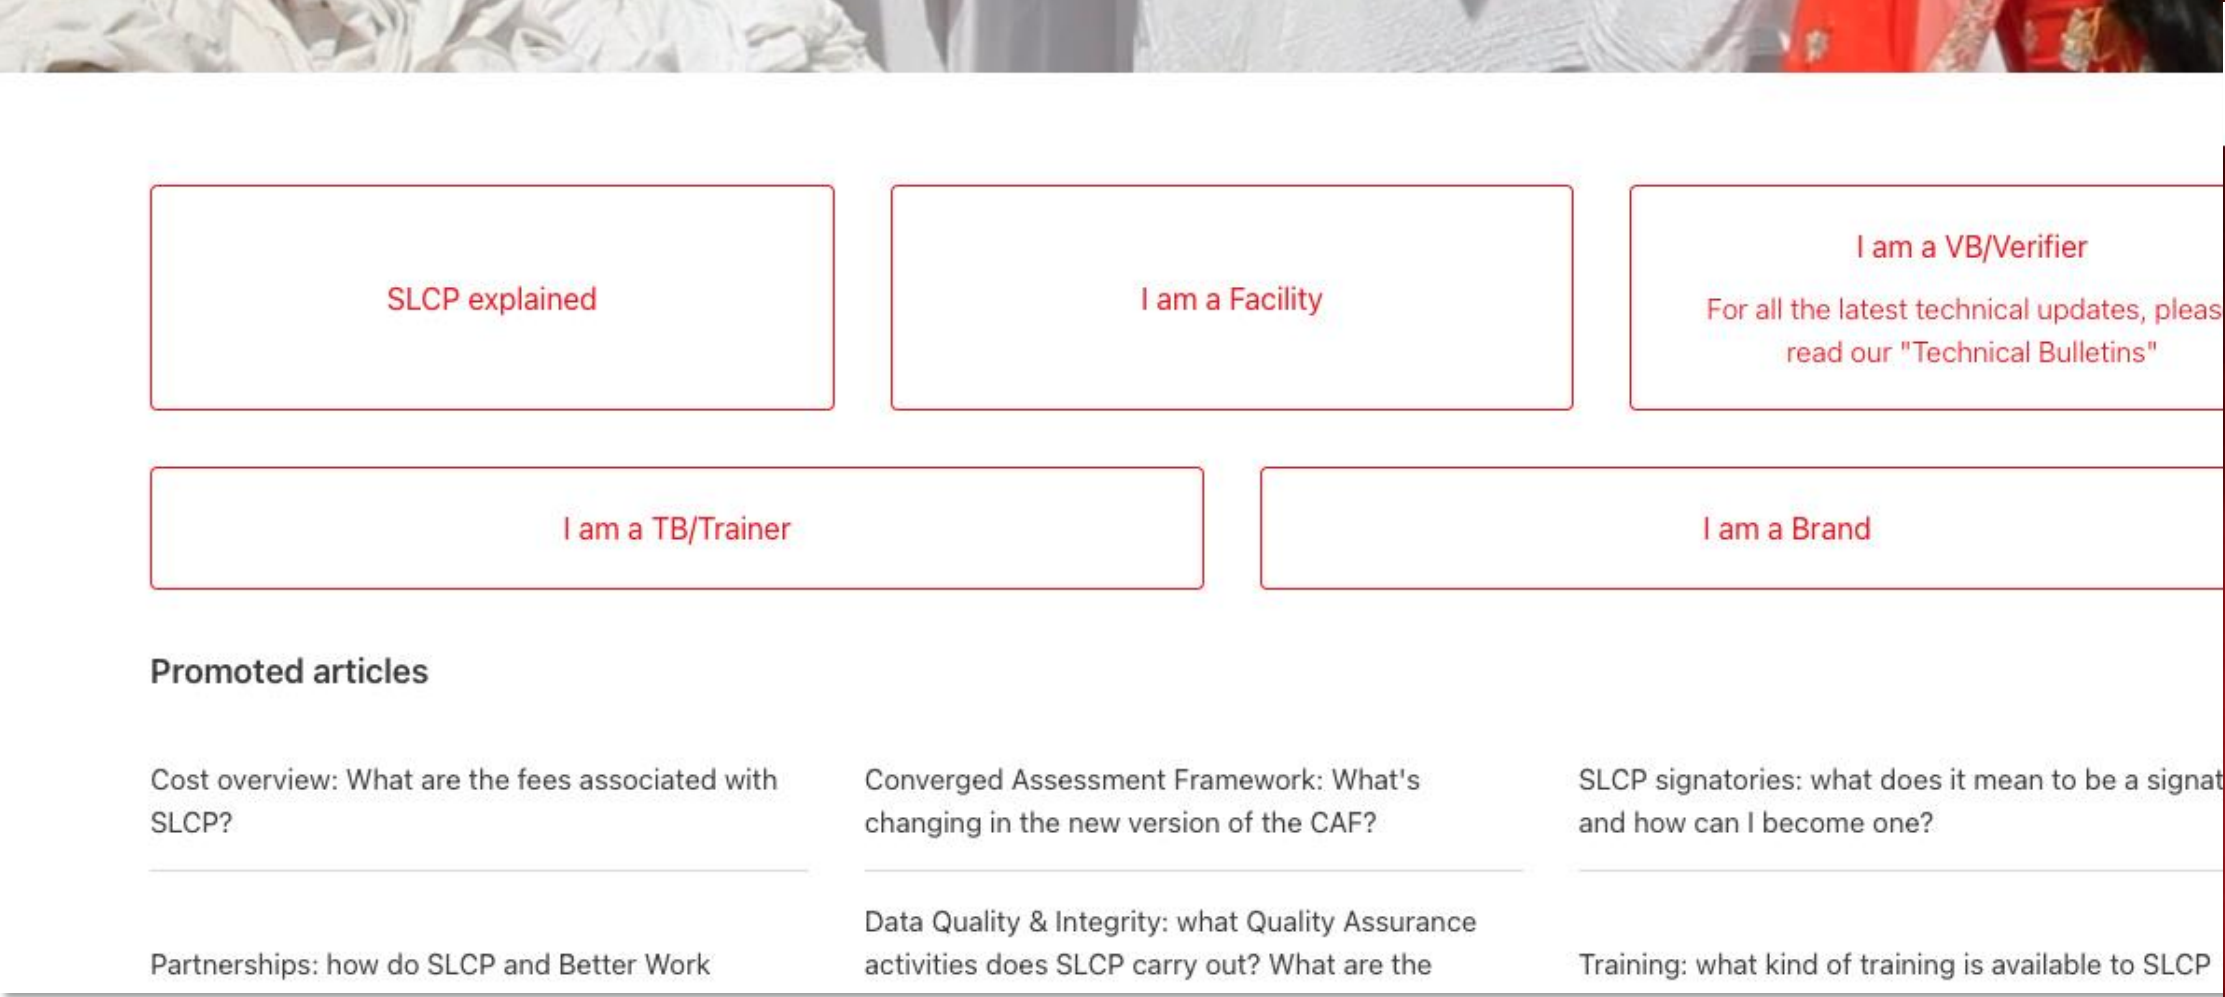 SLCP explained
I am a Facility
I am a VB/Verifier
For all the latest technical updates, pleas
read our "Technical Bulletins"
I am a TB/Trainer
I am a Brand
Promoted articles
Cost overview: What are the fees associated with
SLCP?
Converged Assessment Framework: What's
changing in the new version of the CAF?
SLCP signatories: what does it mean to be a signat
and how can I become one?
Partnerships: how do SLCP and Better Work
Data Quality & Integrity: what Quality Assurance
activities does SLCP carry out? What are the
Training: what kind of training is available to SLCP